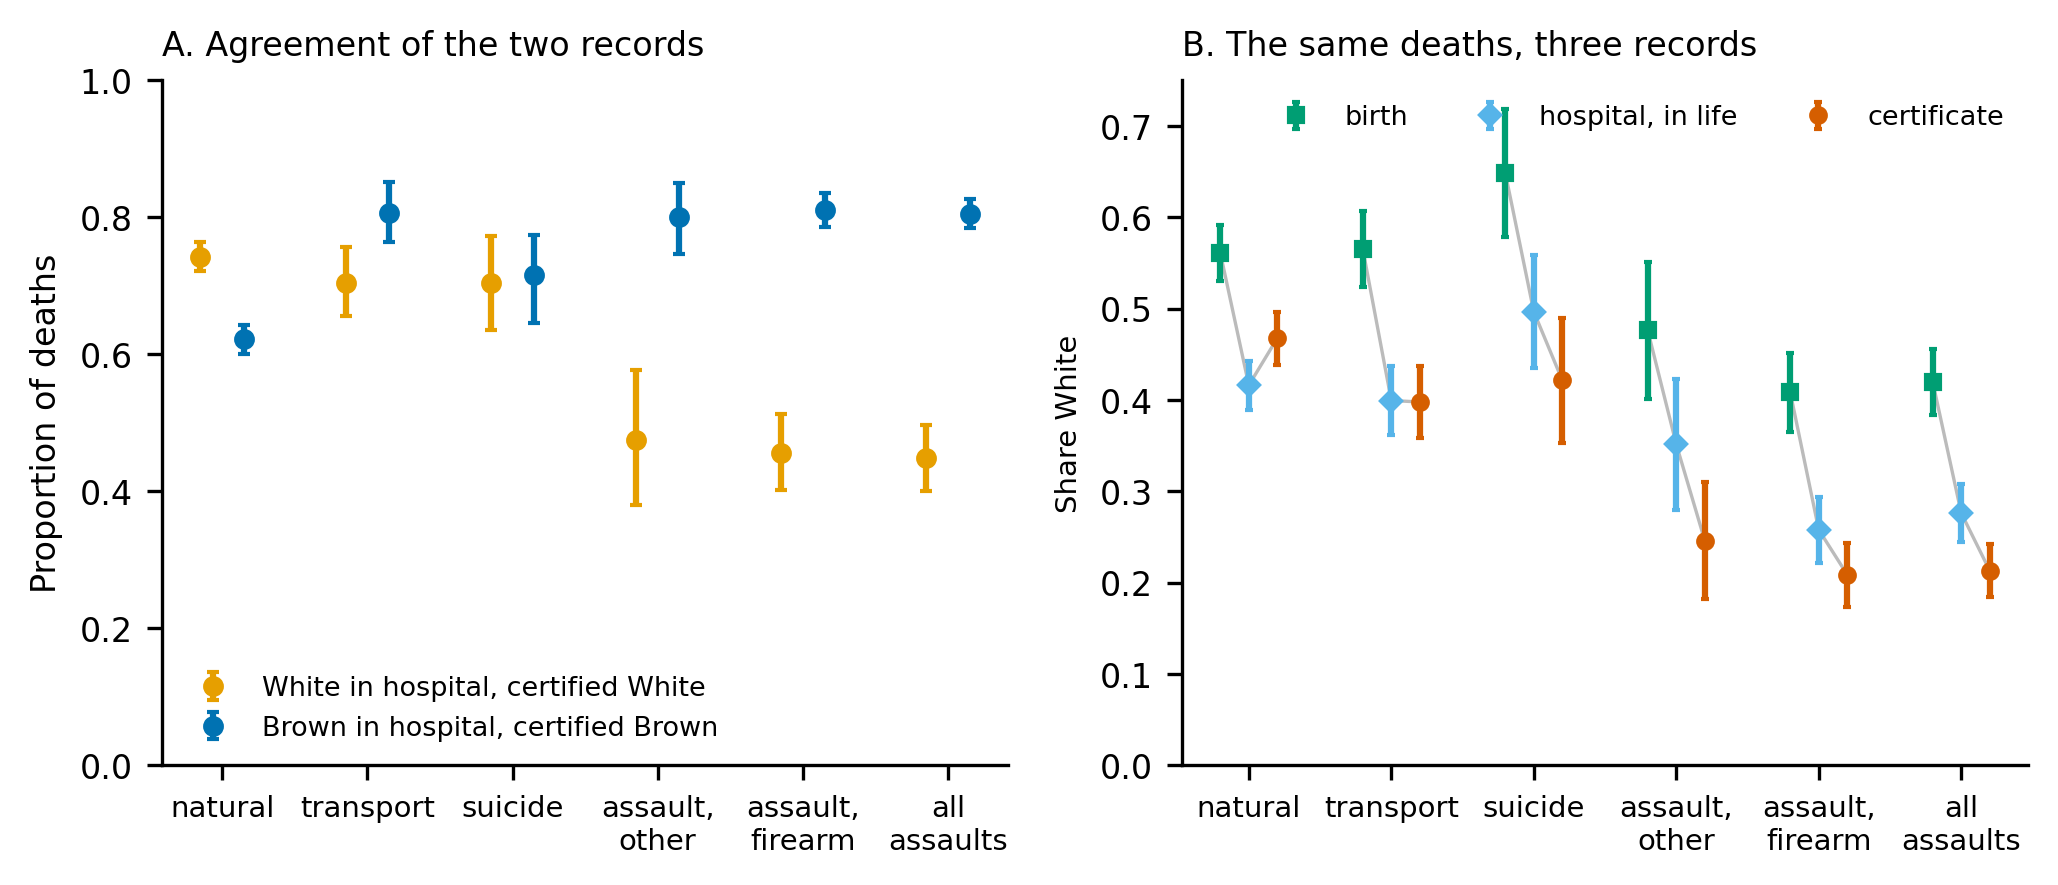 A. Agreement of the two records
Proportion of deaths
1.0
0.8
0.6
0.4
0.2
0.0
White in hospital, certified White
Brown in hospital, certified Brown
natural
transport
suicide
assault,
other
assault,
firearm
all
assaults
B. The same deaths, three records
Share White
0.7
0.6
0.5
0.4
0.3
0.2
0.1
0.0
birth
hospital, in life
certificate
natural
transport
suicide
assault,
other
assault,
firearm
all
assaults